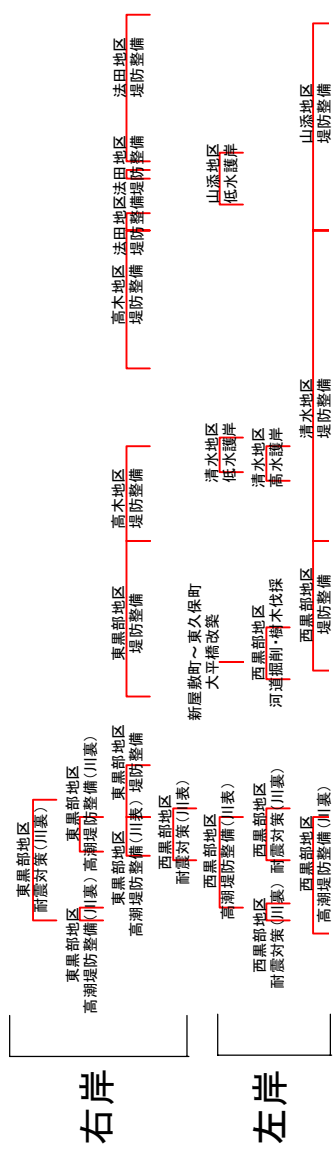 右岸
東黒部地区
耐震対策(川裏)
東黒部地区
高潮堤防整備(川裏)
東黒部地区
高潮堤防整備(川裏)
東黒部地区
高潮堤防整備(川表)
東黒部地区
堤防整備
西黒部地区
耐震対策(川表)
東黒部地区
堤防整備
高木地区
堤防整備
高木地区
堤防整備
法田地区
堤防整備
法田地区
堤防整備
法田地区
堤防整備
左岸
西黒部地区
高潮堤防整備(川表)
西黒部地区
耐震対策(川裏)
西黒部地区
耐震対策(川裏)
西黒部地区
高潮堤防整備(川裏)
新屋敷町~東久保町
大平橋改築
西黒部地区
河道掘削・樹木伐採
西黒部地区
堤防整備
清水地区
低水護岸
清水地区
高水護岸
清水地区
堤防整備
山添地区
低水護岸
山添地区
堤防整備